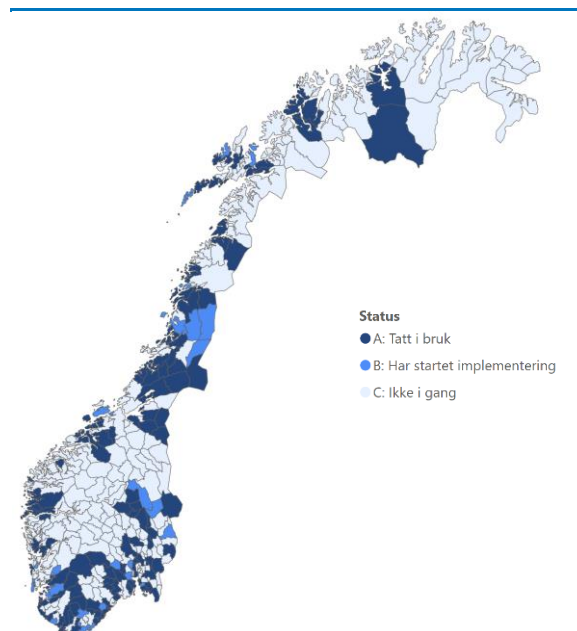 Status
A: Tatt i bruk
B: Har startet implementering
C: Ikke i gang